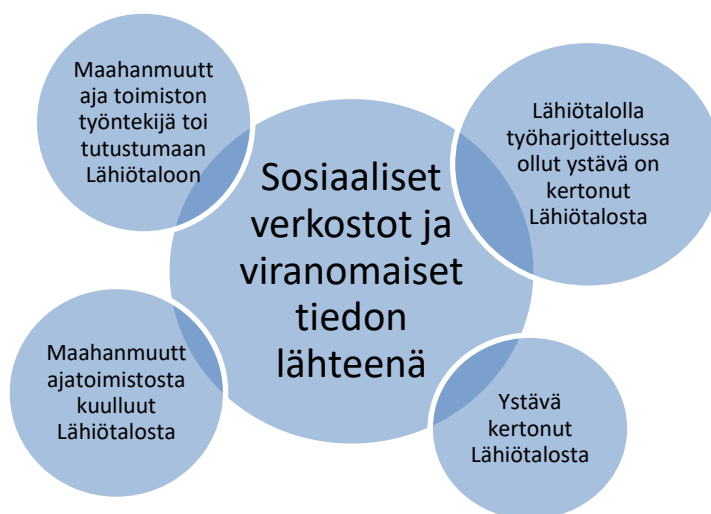 Maahanmuutt
aja toimiston
työntekijä toi
tutustumaan
Lähiötaloon
Lähiötalolla
työharjoittelussa
ollut ystävä on
kertonut
Lähiötalosta
Sosiaaliset
verkostot ja
viranomaiset
tiedon
lähteenä
Maahanmuutt
ajatoimistosta
kuulluut
Lähiötalosta
Ystävä
kertonut
Lähiötalosta